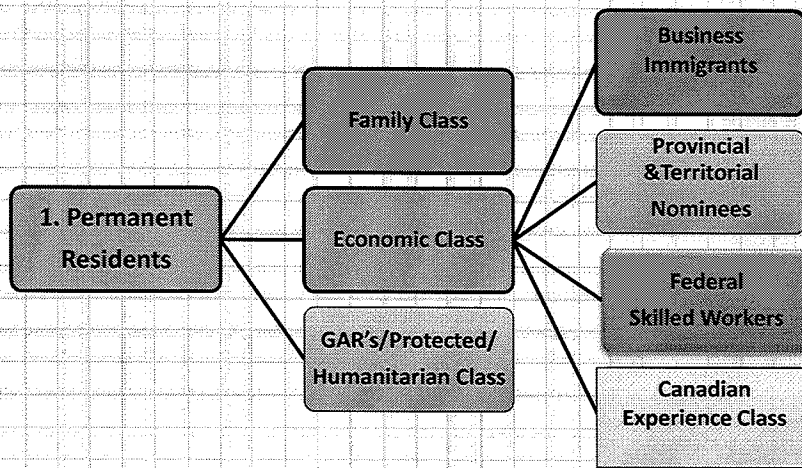 1. Permanent
Residents
Family Class
Economic Class
GAR's/Protected/
Humanitarian Class
Business
Immigrants
Provincial
&Territorial
Nominees
Federal
Skilled Workers
Canadian
Experience Class